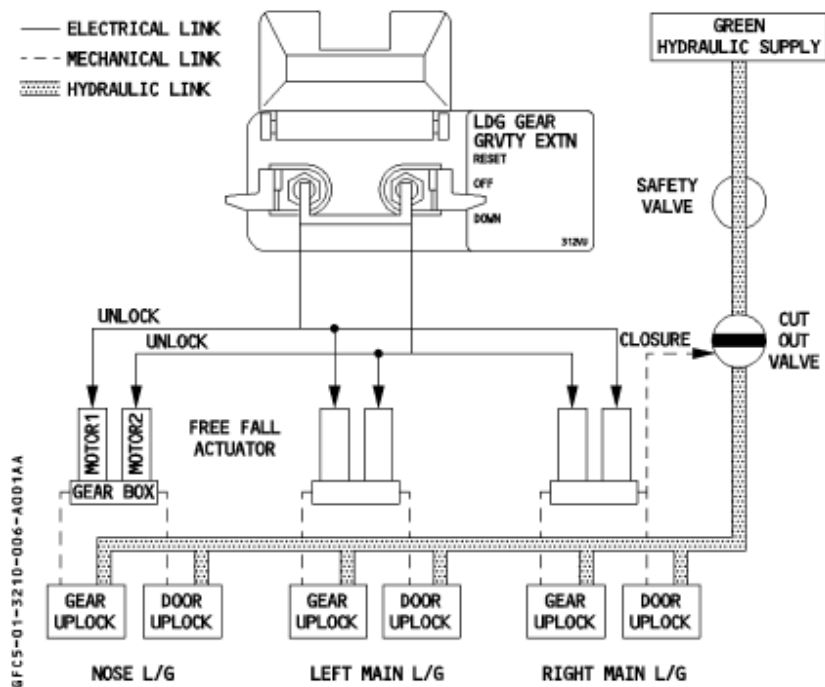 ELECTRICAL LINK
MECHANICAL LINK
HYDRAULIC LINK
GREEN
HYDRAULIC SUPPLY
LDG GEAR
GRVTY EXTN
RESET
OFF
DOWN
312VU
SAFETY
VALVE
UNLOCK
UNLOCK
CLOSURE
CUT
OUT
VALVE
MOTOR1
MOTOR2
GEAR BOX
FREE FALL
ACTUATOR
GEAR
UPLOCK
DOOR
UPLOCK
GEAR
UPLOCK
DOOR
UPLOCK
GEAR
UPLOCK
DOOR
UPLOCK
NOSE L/G
LEFT MAIN L/G
RIGHT MAIN L/G
GFC5-01-3210-006-A001AA